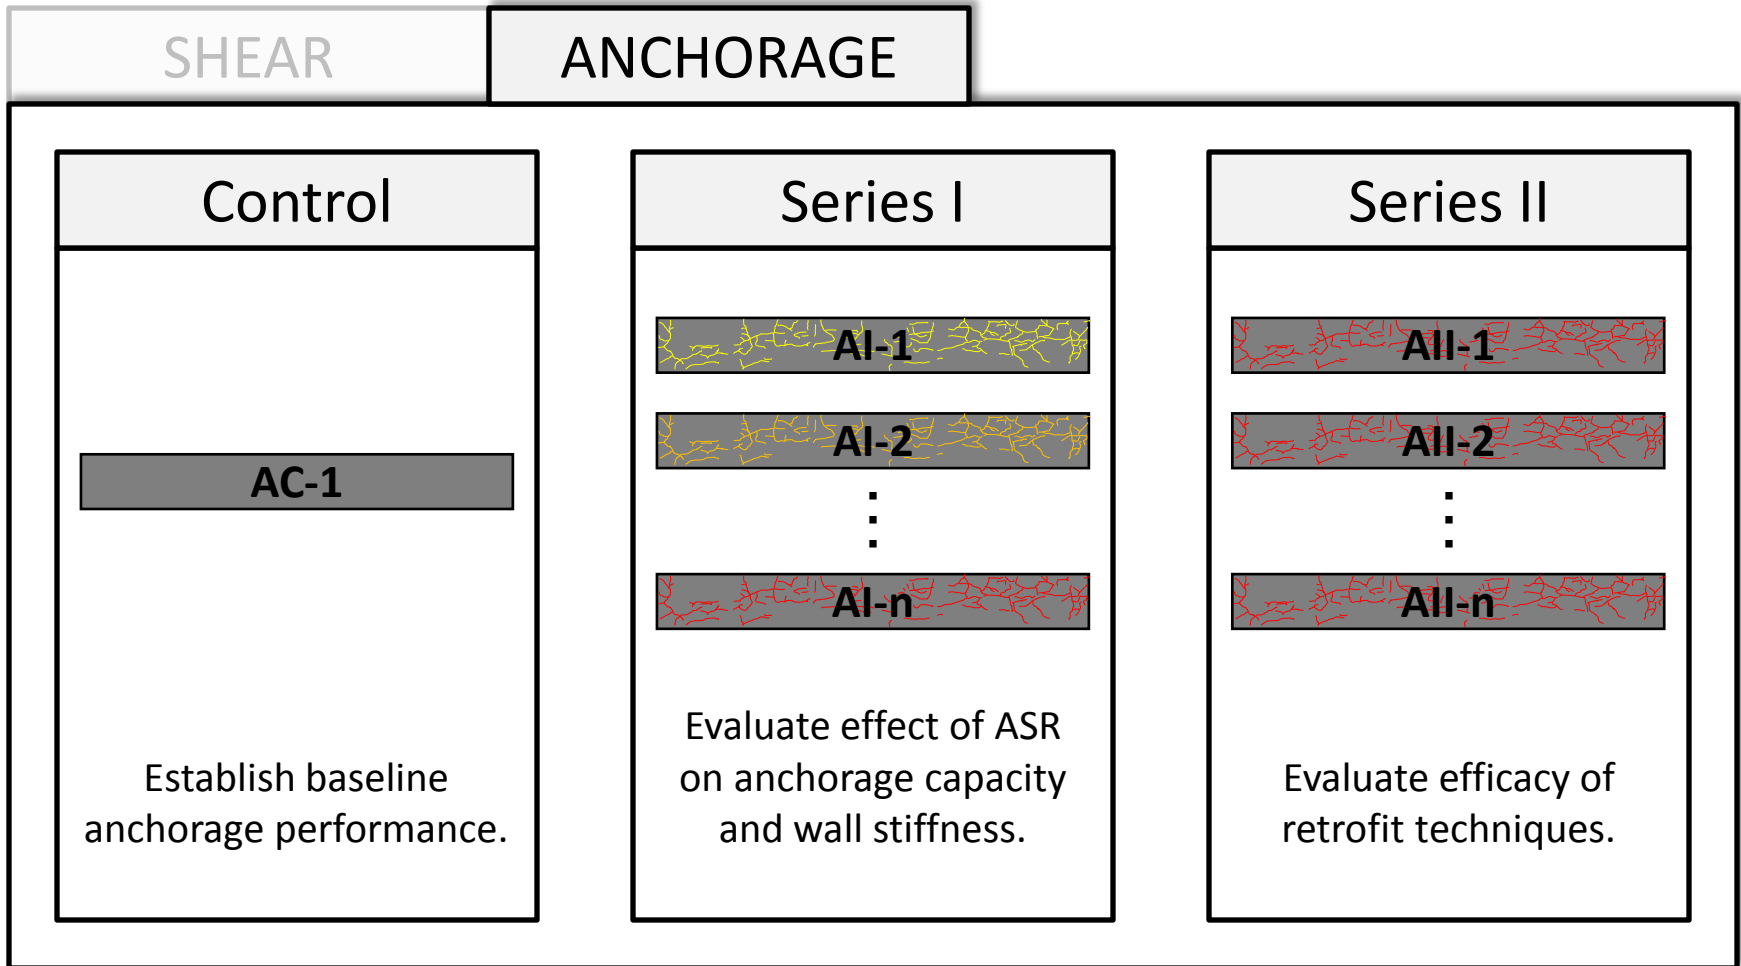 SHEAR
ANCHORAGE
Control
AC-1
Establish baseline
anchorage performance.
Series I
AI-1
AI-2
AI-n
Evaluate effect of ASR
on anchorage capacity
and wall stiffness.
Series II
AII-1
AII-2
AII-n
Evaluate efficacy of
retrofit techniques.